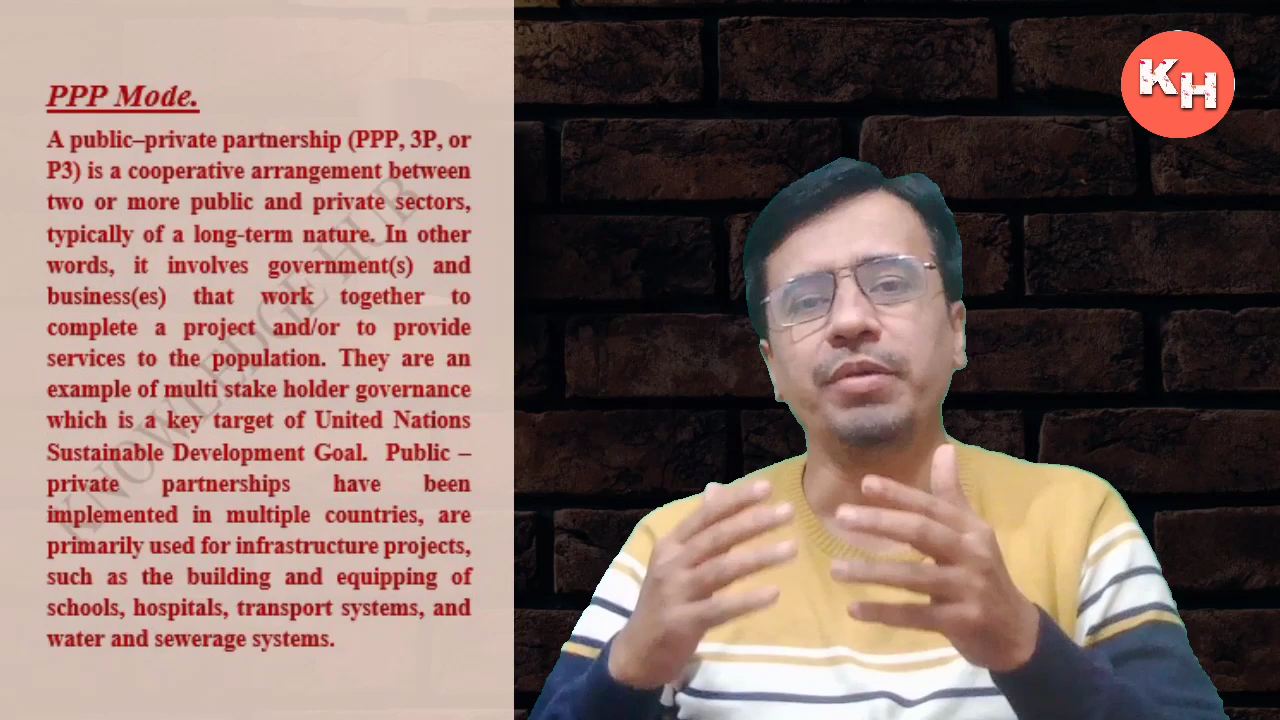 PPP Mode.
A public–private partnership (PPP, 3P, or
P3) is a cooperative arrangement between
two or more public and private sectors,
typically of a long-term nature. In other
words, it involves government(s) and
business(es) that work together to
complete a project and/or to provide
services to the population. They are an
example of multi stake holder governance
which is a key target of United Nations
Sustainable Development Goal. Public –
private partnerships have been
implemented in multiple countries, are
primarily used for infrastructure projects,
such as the building and equipping of
schools, hospitals, transport systems, and
water and sewerage systems.
KNOWLEDGE HUB
KH